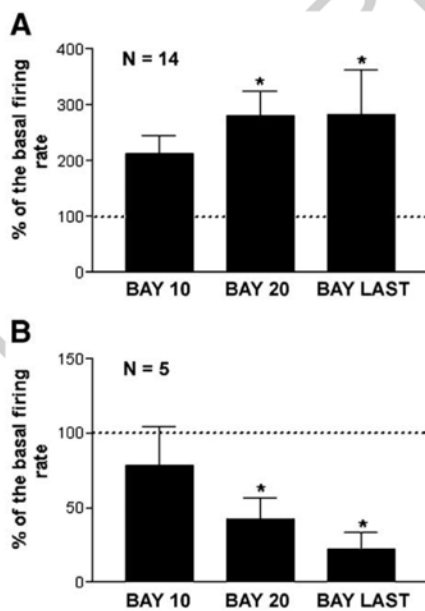 A
% of the basal firing
rate
400
300
200
100
0
N = 14
*
*
BAY 10 BAY 20 BAY LAST
B
% of the basal firing
rate
150
100
50
0
N = 5
*
*
BAY 10 BAY 20 BAY LAST